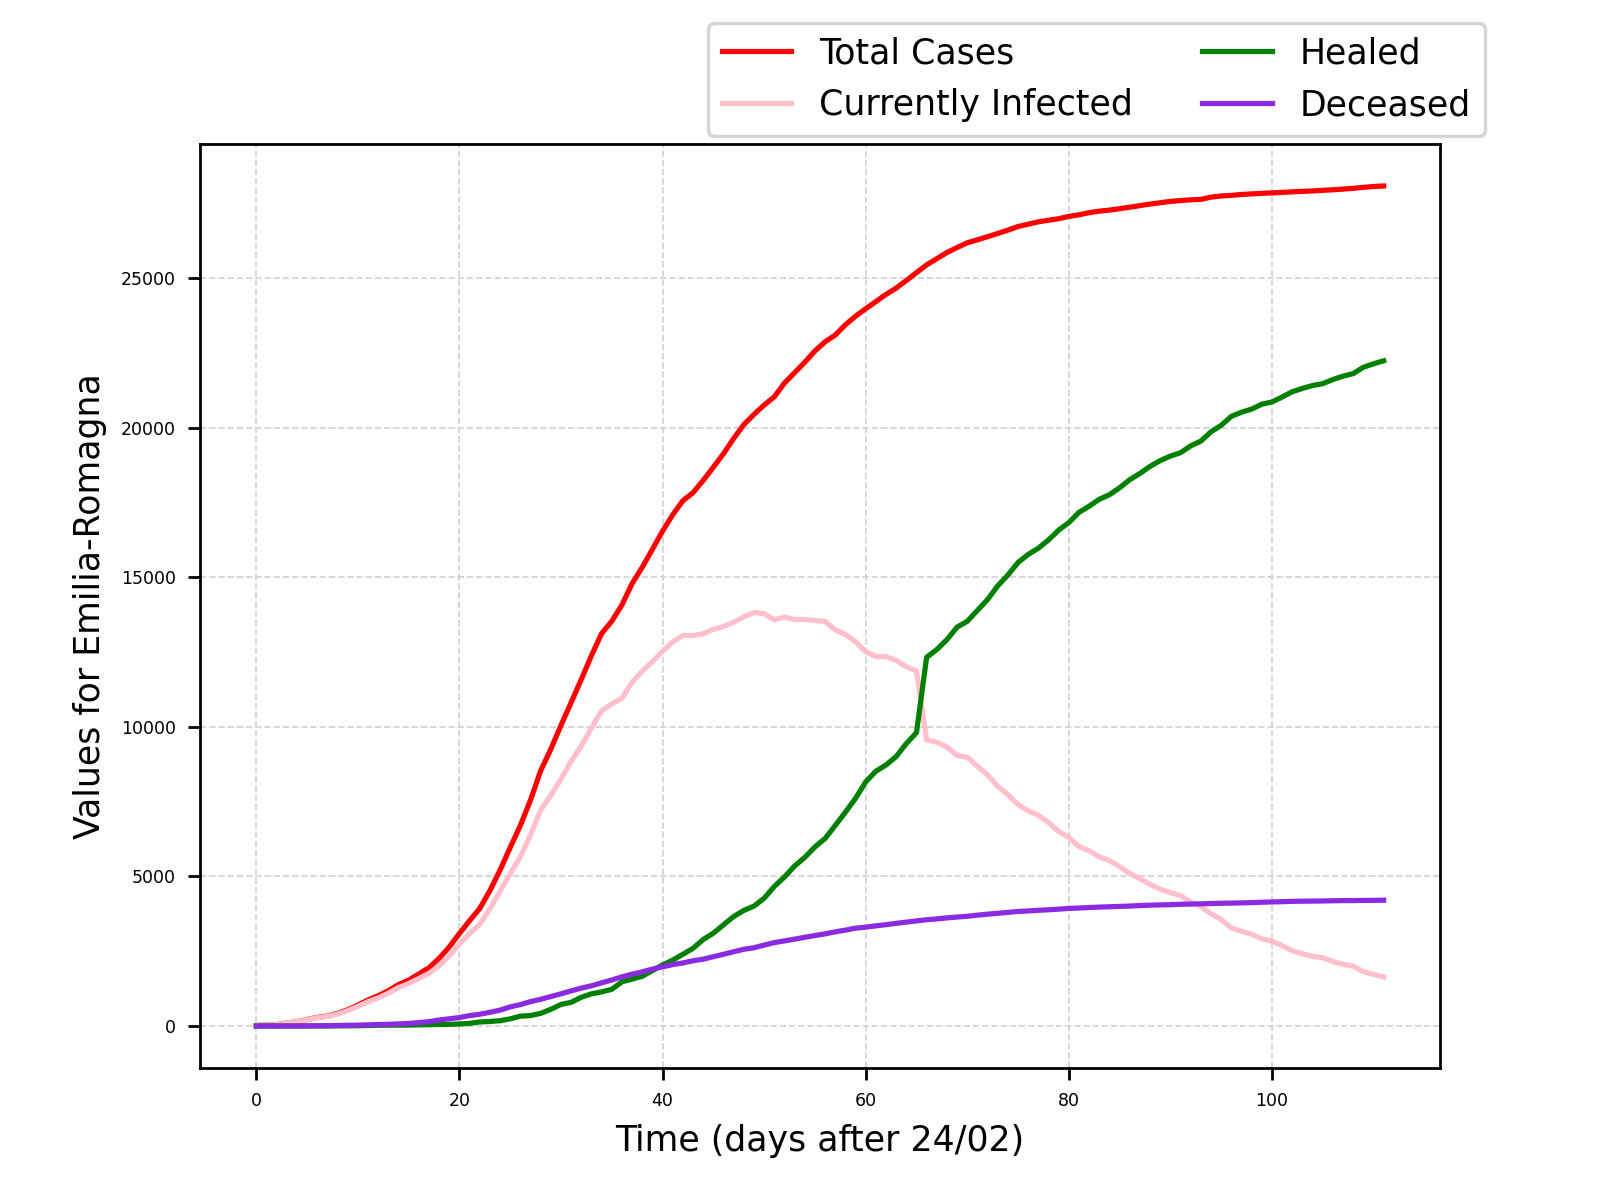 Total Cases
Currently Infected
Healed
Deceased
Values for Emilia-Romagna
25000
20000
15000
10000
5000
0
0 20 40 60 80 100
Time (days after 24/02)